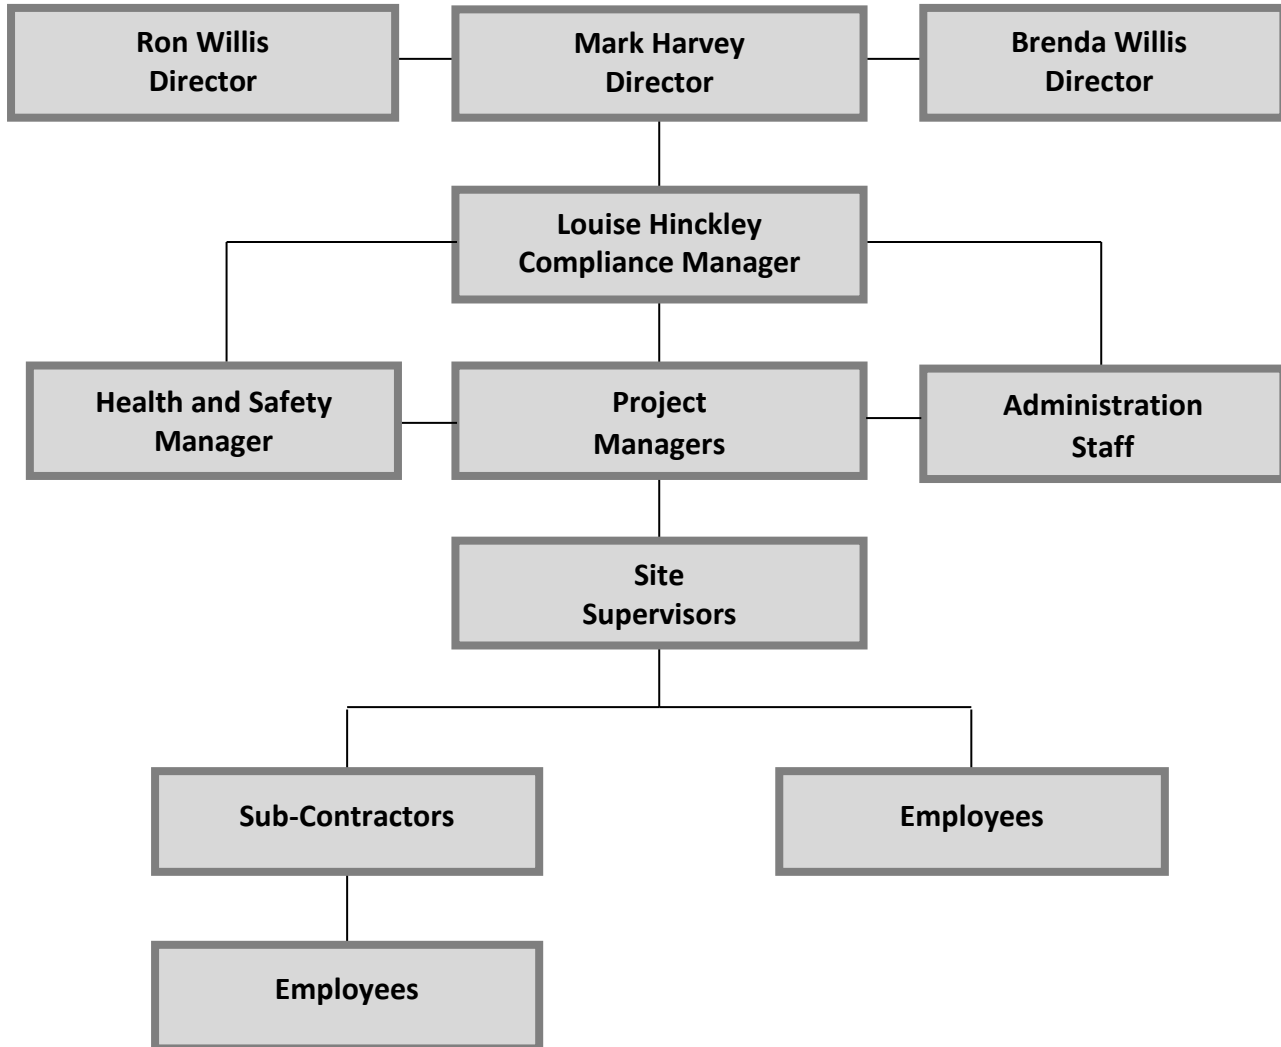 Ron Willis
Director
Mark Harvey
Director
Brenda Willis
Director
Louise Hinckley
Compliance Manager
Health and Safety
Manager
Project
Managers
Administration
Staff
Site
Supervisors
Sub-Contractors
Employees
Employees